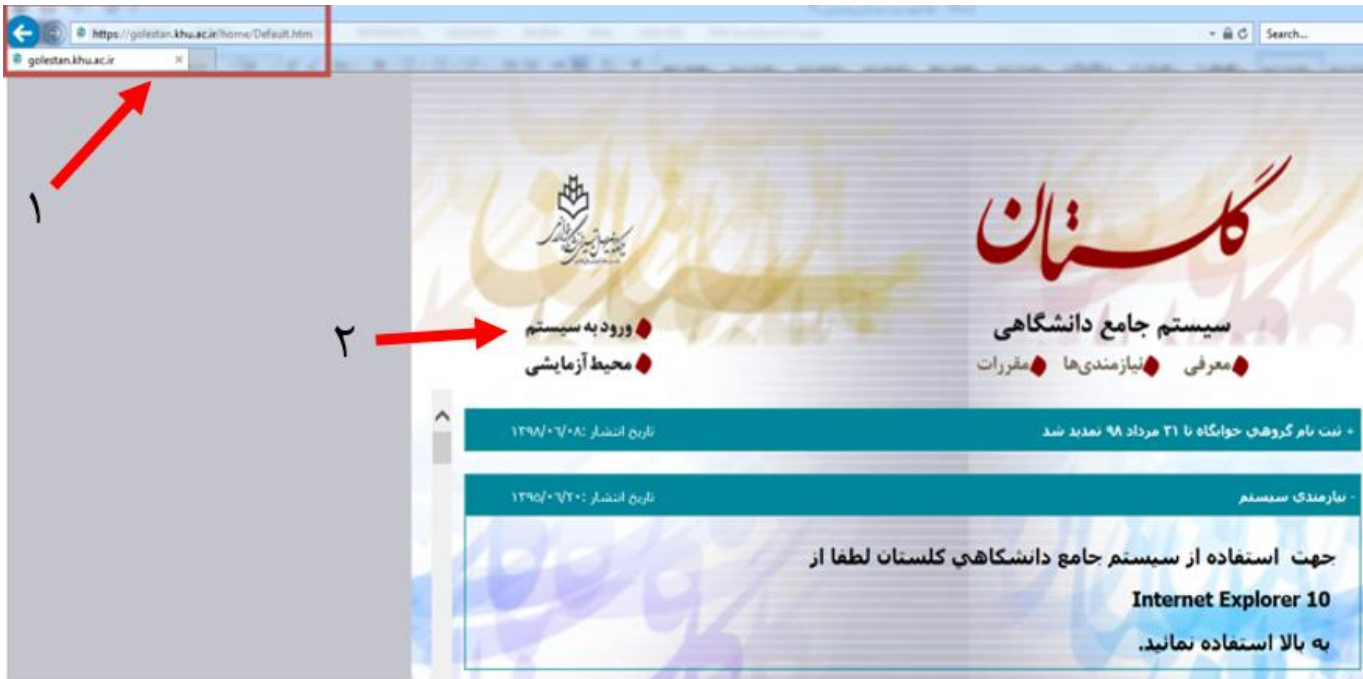 https://golestan.khu.ac.ir/home/Default.htm
Search...
golestan.khu.ac.ir
۱
گلستان
سیستم جامع دانشگاهی
معرفی نیازمندی‌ها مقررات
۲
ورود به سیستم
محیط آزمایشی
+ ثبت نام گروهی خوابگاه تا ۳۱ مرداد ۹۸ تمدید شد
تاریخ انتشار :۱۳۹۸/۰۶/۰۸
- نیازمندی سیستم
تاریخ انتشار :۱۳۹۵/۰۶/۲۰
جهت استفاده از سیستم جامع دانشگاهي گلستان لطفا از
Internet Explorer 10
به بالا استفاده نمائید.